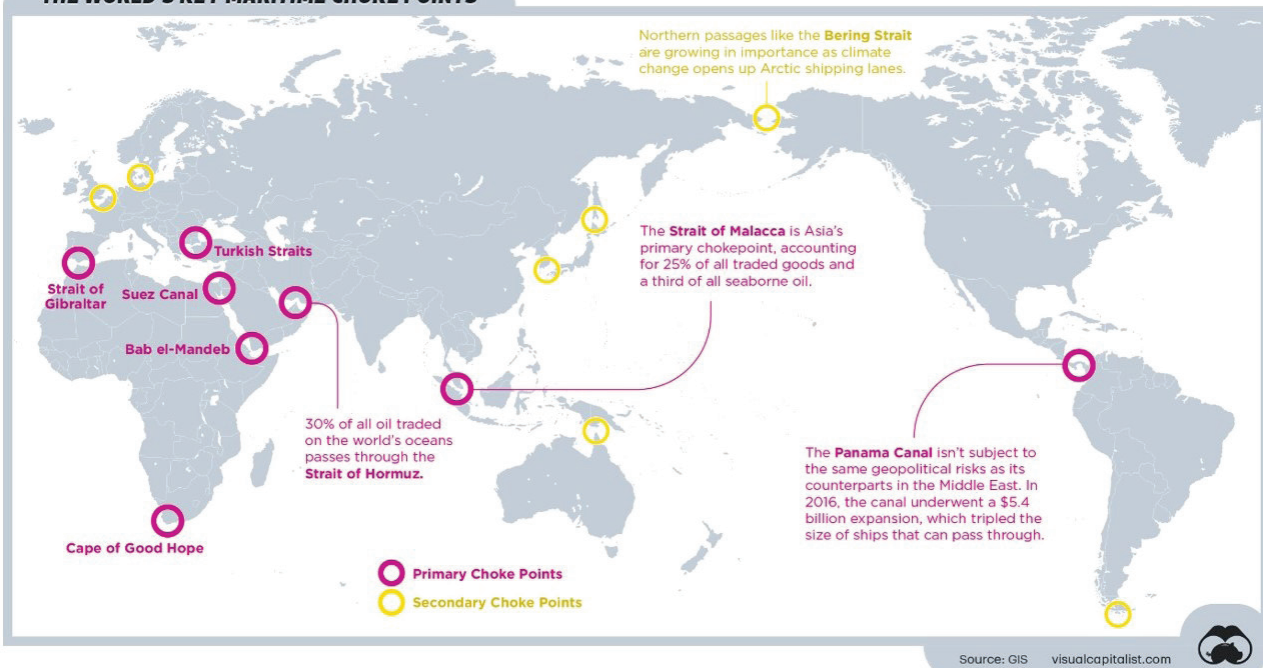 THE WORLD'S KEY MARITIME CHOKE POINTS
Northern passages like the Bering Strait
are growing in importance as climate
change opens up Arctic shipping lanes.
The Strait of Malacca is Asia's
primary chokepoint, accounting
for 25% of all traded goods and
a third of all seaborne oil.
Turkish Straits
Strait of
Gibraltar
Suez Canal
Bab el-Mandeb
30% of all oil traded
on the world's oceans
passes through the
Strait of Hormuz.
The Panama Canal isn't subject to
the same geopolitical risks as its
counterparts in the Middle East. In
2016, the canal underwent a $5.4
billion expansion, which tripled the
size of ships that can pass through.
Cape of Good Hope
Primary Choke Points
Secondary Choke Points
Source: GIS visualcapitalist.com